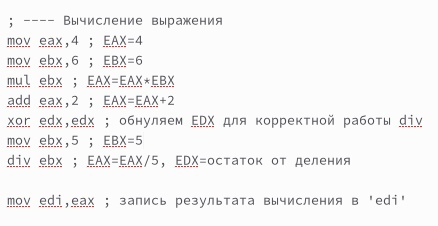 ; ---- Вычисление выражения
mov eax,4 ; EAX=4
mov ebx,6 ; EBX=6
mul ebx ; EAX=EAX*EBX
add eax,2 ; EAX=EAX+2
xor edx,edx ; обнуляем EDX для корректной работы div
mov ebx,5 ; EBX=5
div ebx ; EAX=EAX/5, EDX=остаток от деления
mov edi,eax ; запись результата вычисления в 'edi'